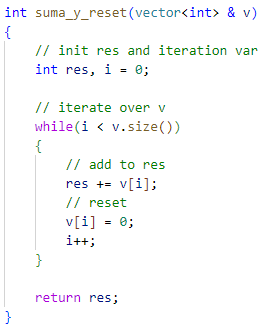 int suma_y_reset(vector<int> & v)
{
    // init res and iteration var
    int res, i = 0;

    // iterate over v
    while(i < v.size())
    {
        // add to res
        res += v[i];
        // reset
        v[i] = 0;
        i++;
    }

    return res;
}